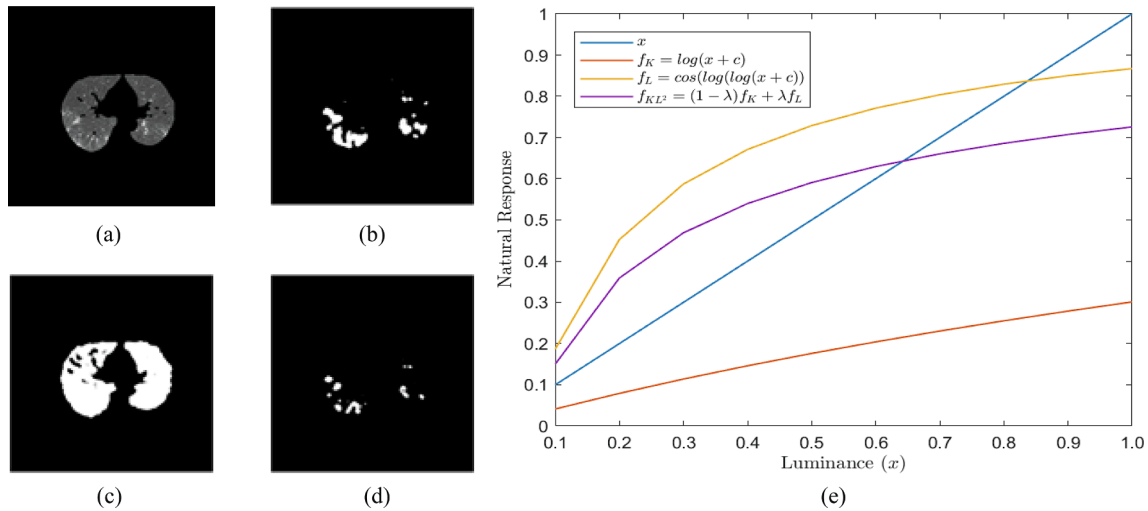 (a)
(b)
(c)
(d)
x
f_K = log(x + c)
f_L = cos(log(log(x + c))
f_{KL^2} = (1 − λ)f_K + λf_L
Natural Response
1
0.9
0.8
0.7
0.6
0.5
0.4
0.3
0.2
0.1
0
0.1 0.2 0.3 0.4 0.5 0.6 0.7 0.8 0.9 1.0
Luminance (x)
(e)